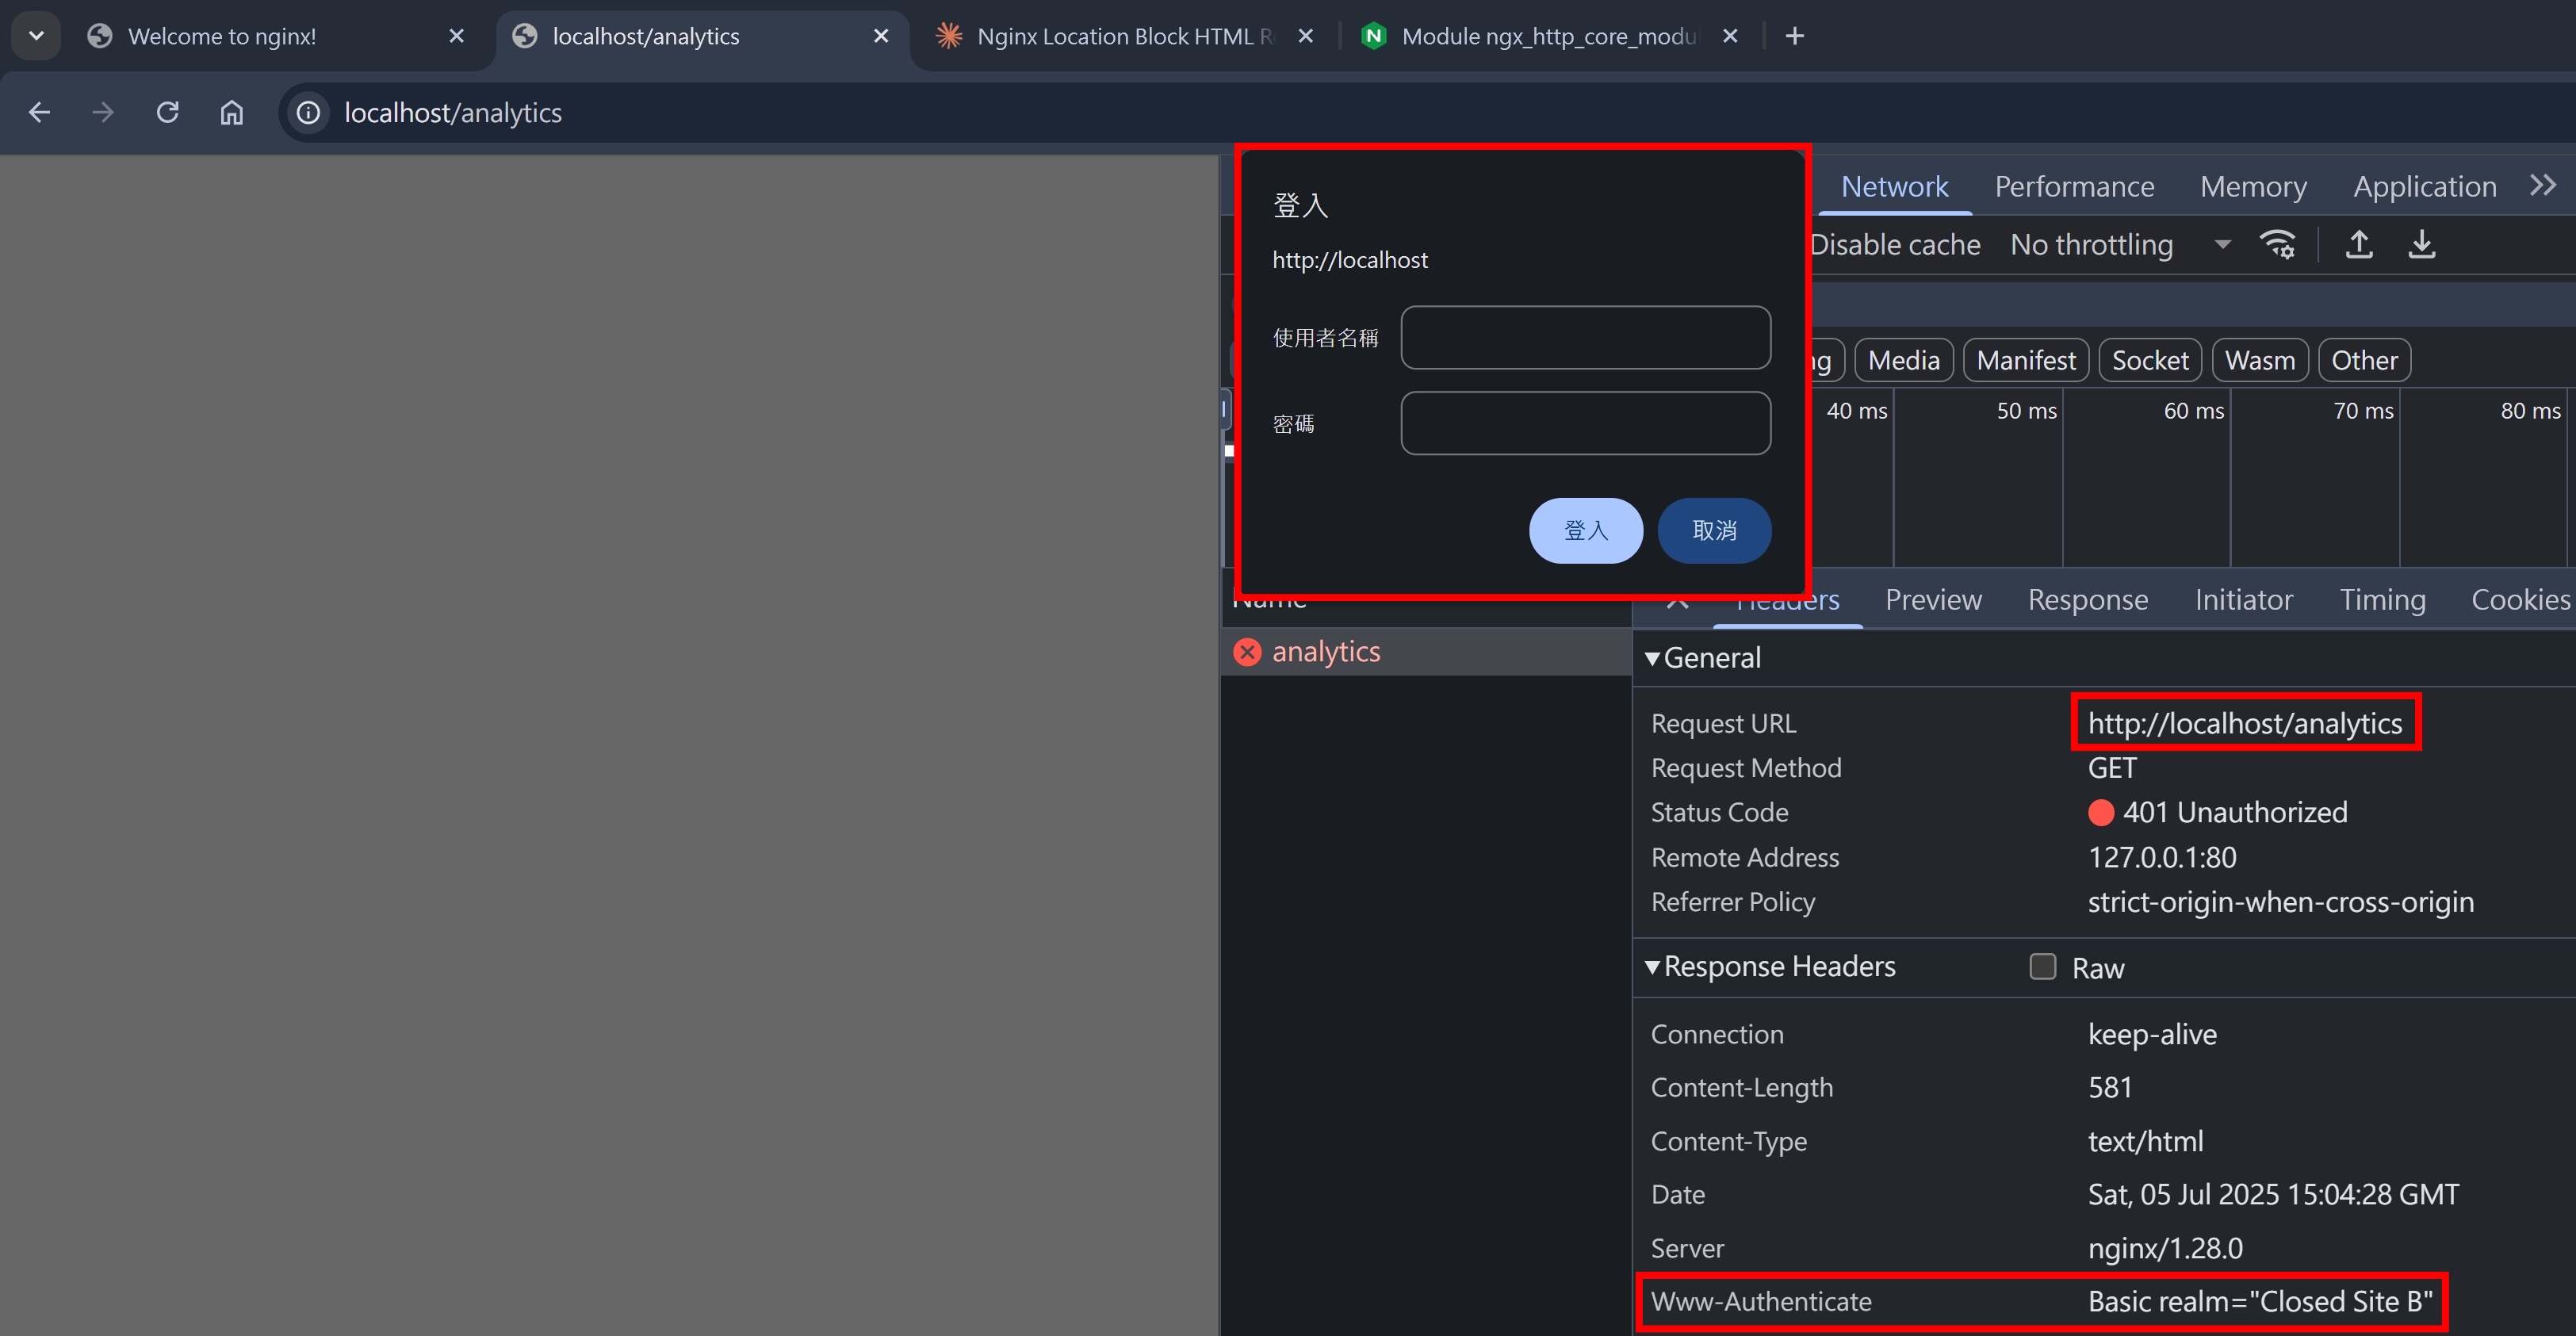 Welcome to nginx!
localhost/analytics
Nginx Location Block HTML R
Module ngx_http_core_modu
localhost/analytics
登入
http://localhost
使用者名稱
密碼
登入
取消
Network
Performance
Memory
Application
Disable cache
No throttling
Media
Manifest
Socket
Wasm
Other
40 ms
50 ms
60 ms
70 ms
80 ms
Name
Headers
Preview
Response
Initiator
Timing
Cookies
analytics
General
Request URL http://localhost/analytics
Request Method GET
Status Code 401 Unauthorized
Remote Address 127.0.0.1:80
Referrer Policy strict-origin-when-cross-origin
Response Headers Raw
Connection keep-alive
Content-Length 581
Content-Type text/html
Date Sat, 05 Jul 2025 15:04:28 GMT
Server nginx/1.28.0
Www-Authenticate Basic realm="Closed Site B"